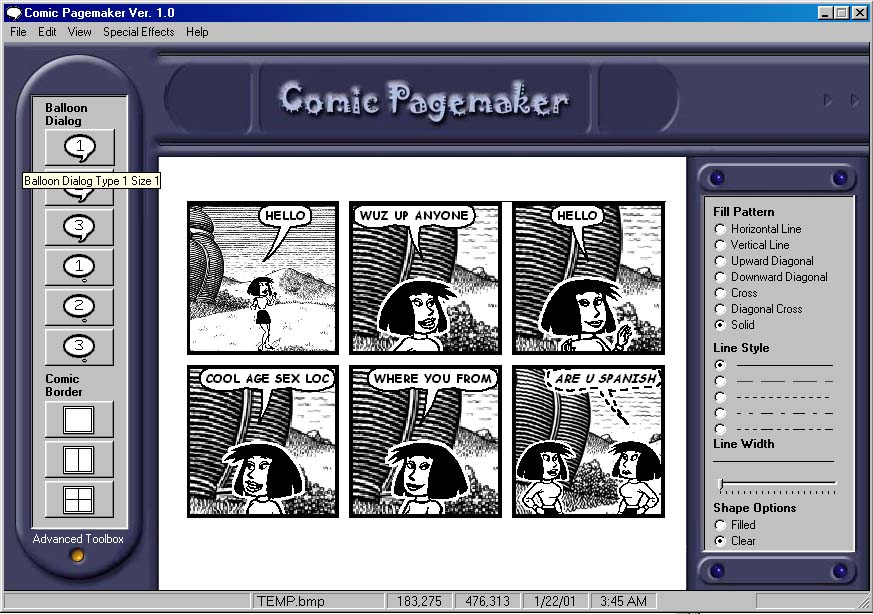 Comic Pagemaker Ver. 1.0
File Edit View Special Effects Help
Comic Pagemaker
Balloon
Dialog
1
Balloon Dialog Type 1 Size 1
3
1
2
3
Comic
Border
Advanced Toolbox
HELLO
WUZ UP ANYONE
HELLO
COOL AGE SEX LOC
WHERE YOU FROM
ARE U SPANISH
Fill Pattern
Horizontal Line
Vertical Line
Upward Diagonal
Downward Diagonal
Cross
Diagonal Cross
Solid
Line Style
Line Width
Shape Options
Filled
Clear
TEMP.bmp 183,275 476,313 1/22/01 3:45 AM